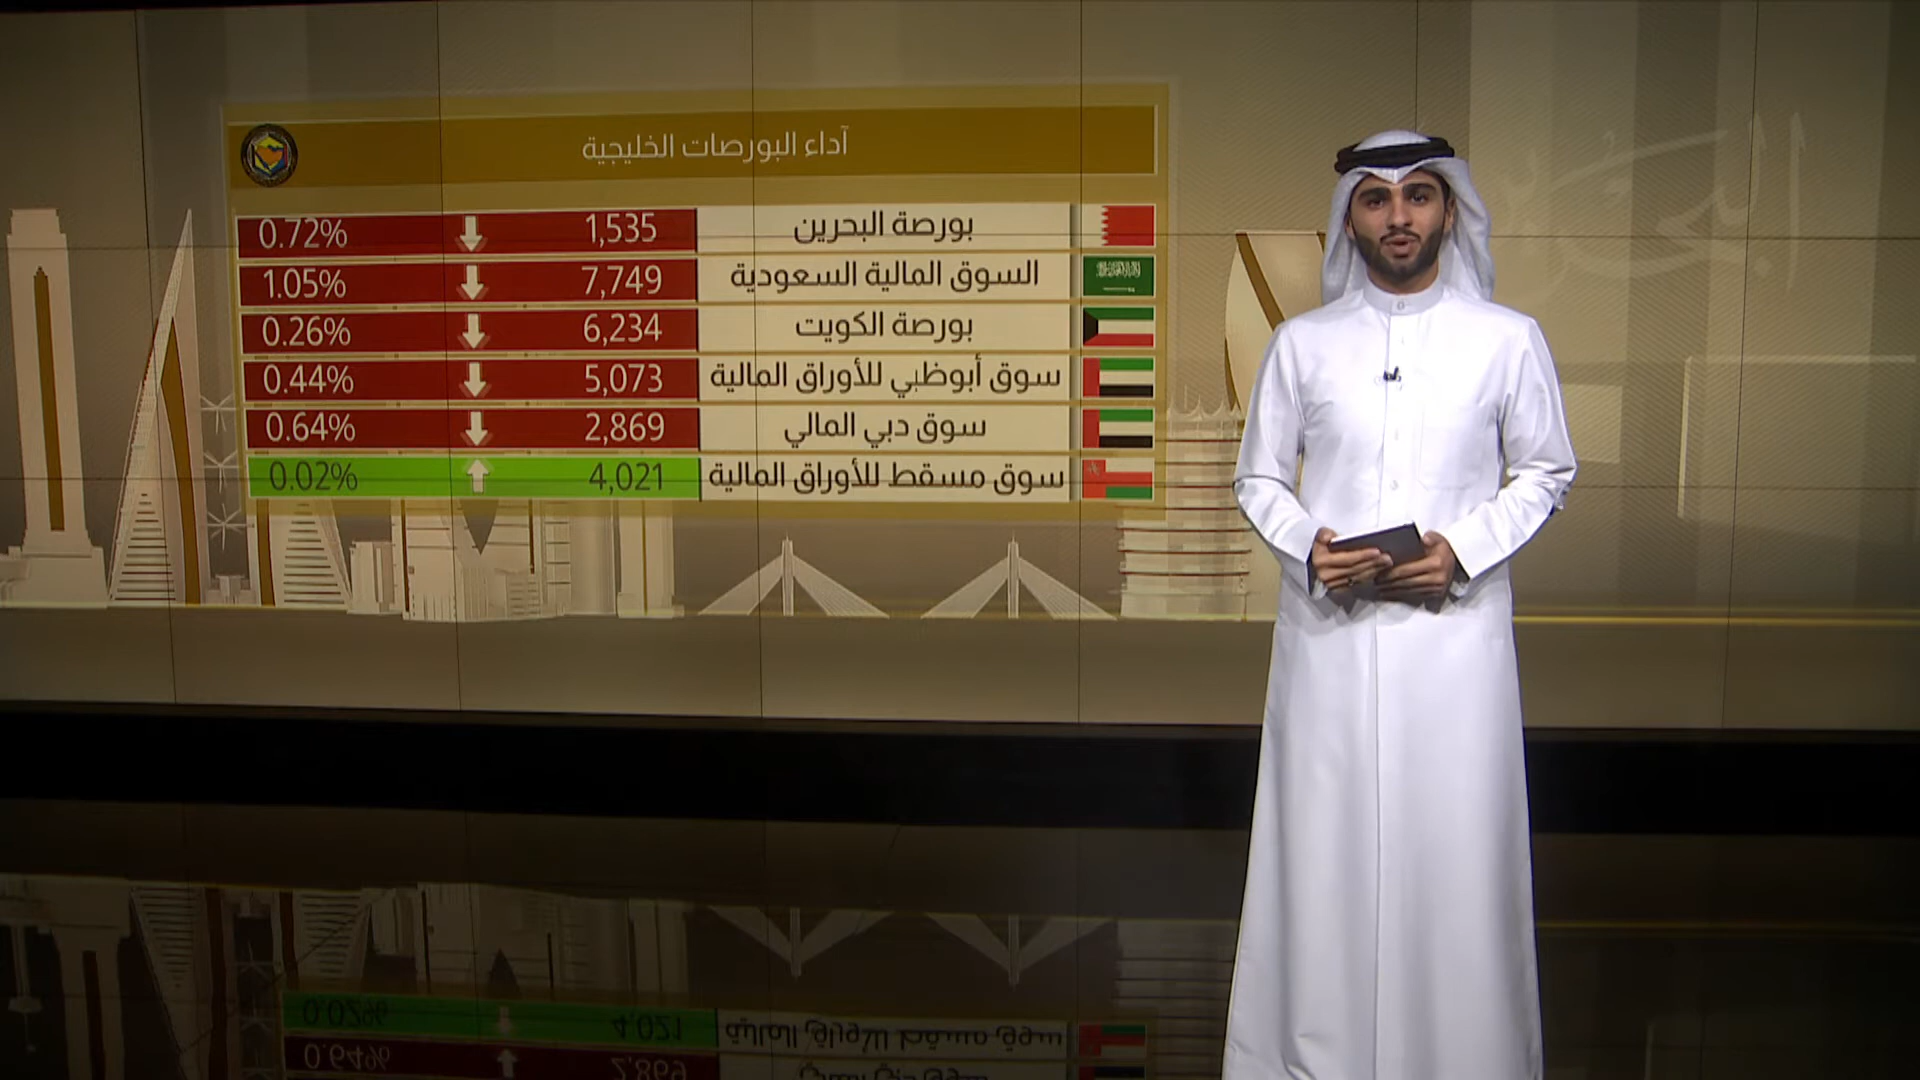 آداء البورصات الخليجية
بورصة البحرين 1,535 0.72%
السوق المالية السعودية 7,749 1.05%
بورصة الكويت 6,234 0.26%
سوق أبوظبي للأوراق المالية 5,073 0.44%
سوق دبي المالي 2,869 0.64%
سوق مسقط للأوراق المالية 4,021 0.02%